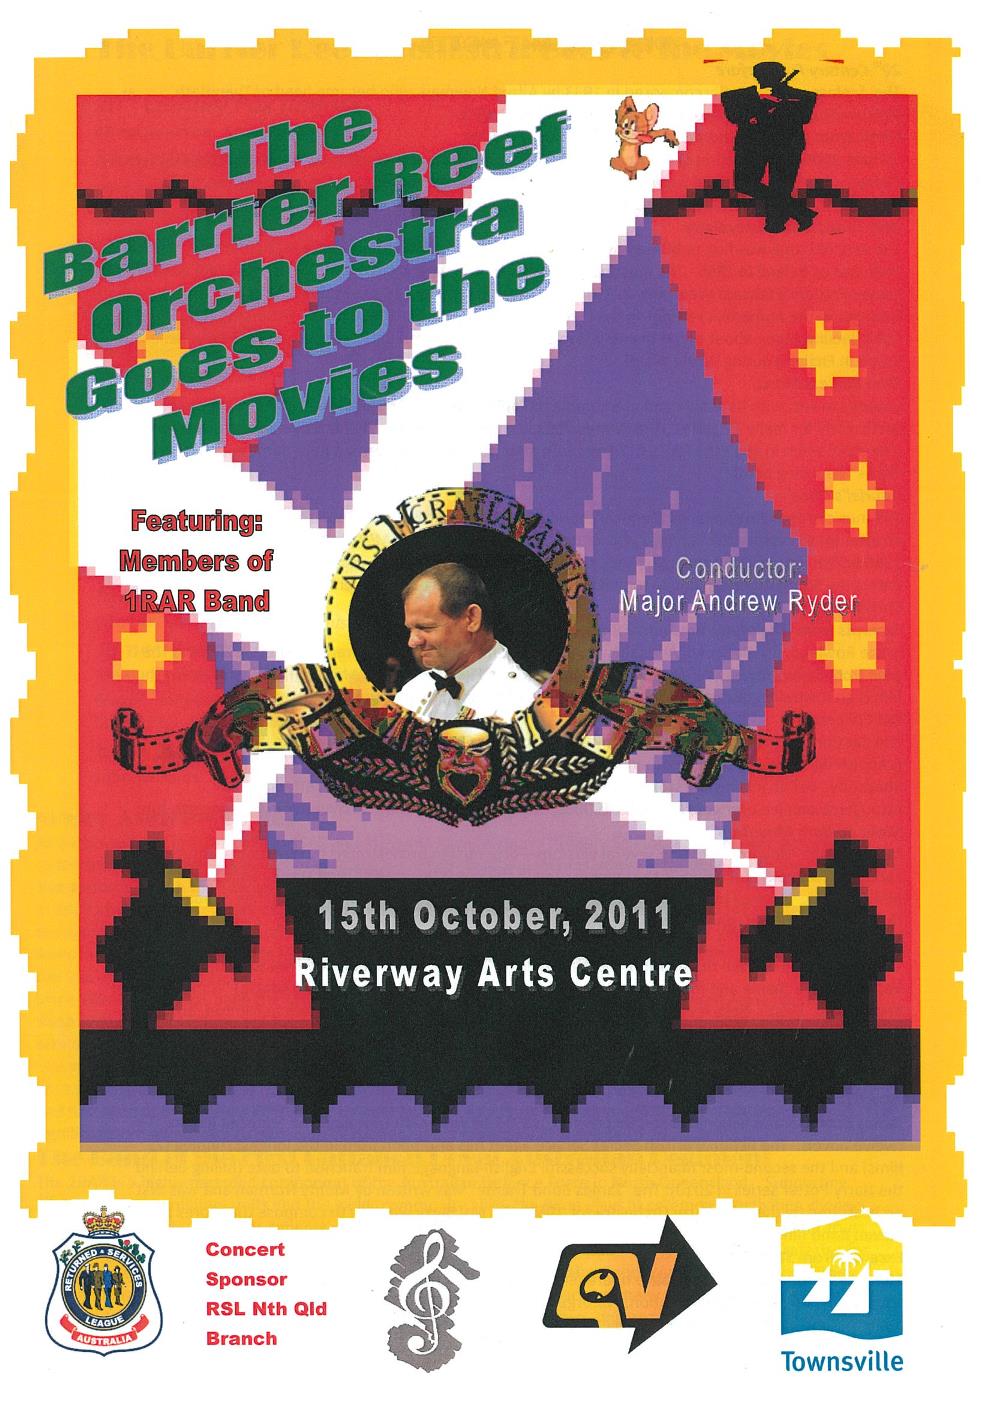 The
Barrier Reef
Orchestra
Goes to the
Movies
ARS GRATIA ARTIS
Featuring:
Members of
1RAR Band
Conductor:
Major Andrew Ryder
15th October, 2011
Riverway Arts Centre
RETURNED & SERVICES
LEAGUE
AUSTRALIA
Concert
Sponsor
RSL Nth Qld
Branch
Townsville